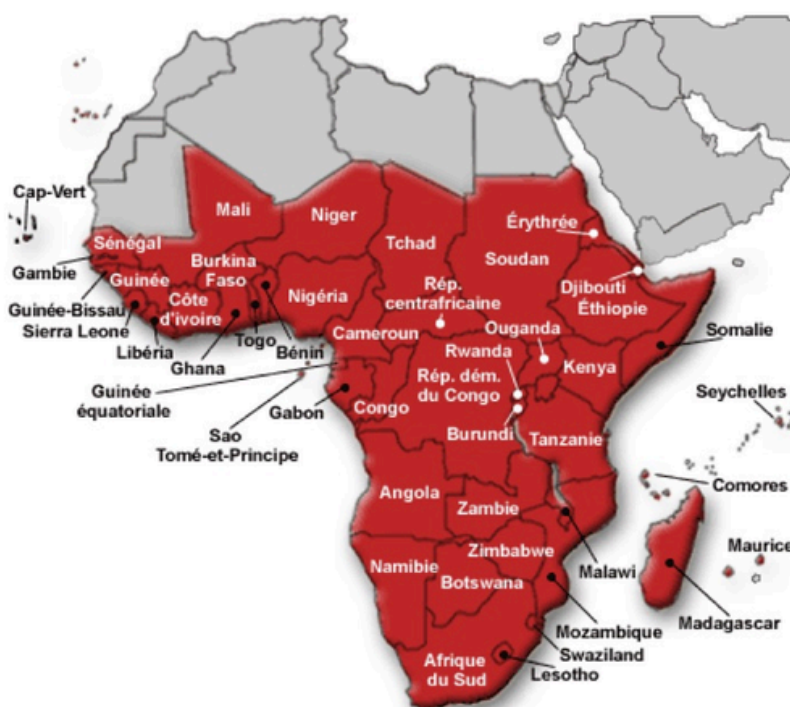 Cap-Vert
Mali
Niger
Tchad
Érythrée
Sénégal
Soudan
Gambie
Burkina
Faso
Guinée
Rép.
centrafricaine
Djibouti
Éthiopie
Nigéria
Côte
d'ivoire
Guinée-Bissau
Sierra Leone
Cameroun
Ouganda
Somalie
Libéria
Togo
Bénin
Ghana
Rwanda
Kenya
Rép. dém.
du Congo
Guinée
équatoriale
Gabon
Congo
Seychelles
Sao
Tomé-et-Principe
Burundi
Tanzanie
Comores
Angola
Zambie
Maurice
Zimbabwe
Malawi
Namibie
Botswana
Madagascar
Mozambique
Swaziland
Afrique
du Sud
Lesotho